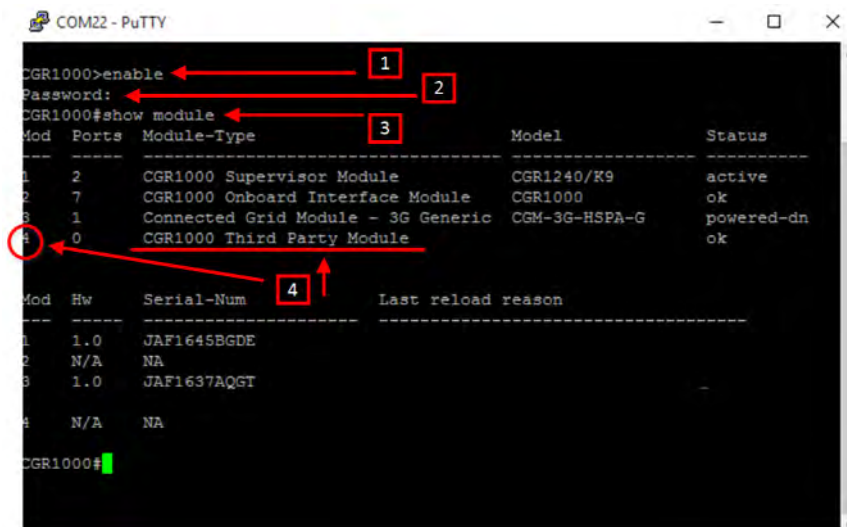 COM22 - PuTTY
CGR1000>enable
1
Password:
2
CGR1000#show module
3
Mod Ports Module-Type Model Status
--- ----- ------------------------------------ ------------------ ----------
1 2 CGR1000 Supervisor Module CGR1240/K9 active
2 7 CGR1000 Onboard Interface Module CGR1000 ok
3 1 Connected Grid Module - 3G Generic CGM-3G-HSPA-G powered-dn
4 0 CGR1000 Third Party Module ok
4
Mod Hw Serial-Num Last reload reason
--- ----- --------------------- -------------------------------------
1 1.0 JAF1645BGDE
2 N/A NA
3 1.0 JAF1637AQGT
4 N/A NA
CGR1000#